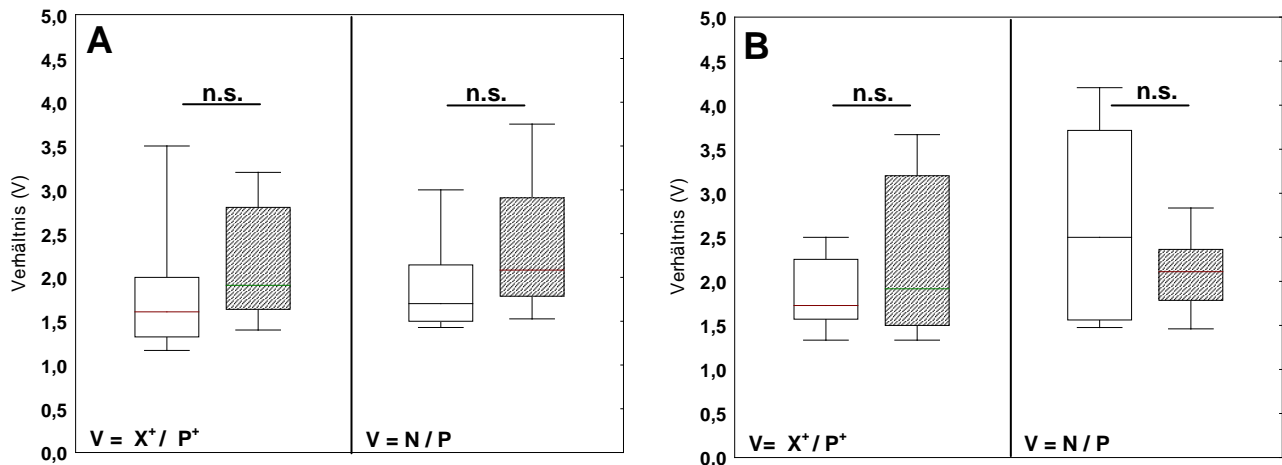 A
5,0
4,5
4,0
3,5
3,0
2,5
2,0
1,5
1,0
0,5
0,0
Verhältnis (V)
n.s.
n.s.
V = X⁺ / P⁺
V = N / P
B
5,0
4,5
4,0
3,5
3,0
2,5
2,0
1,5
1,0
0,5
0.0
Verhältnis (V)
n.s.
n.s.
V= X⁺ / P⁺
V = N / P